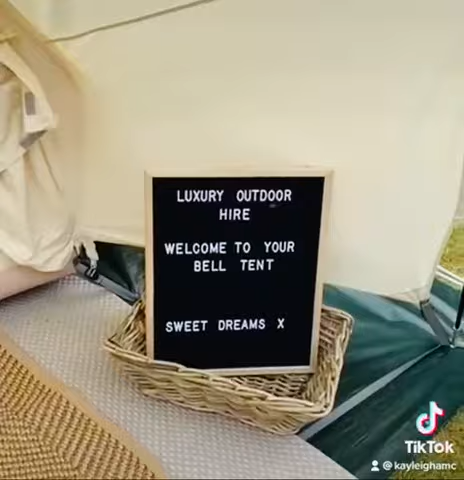 LUXURY OUTDOOR
HIRE
WELCOME TO YOUR
BELL TENT
SWEET DREAMS X
TikTok
@kayleighamc